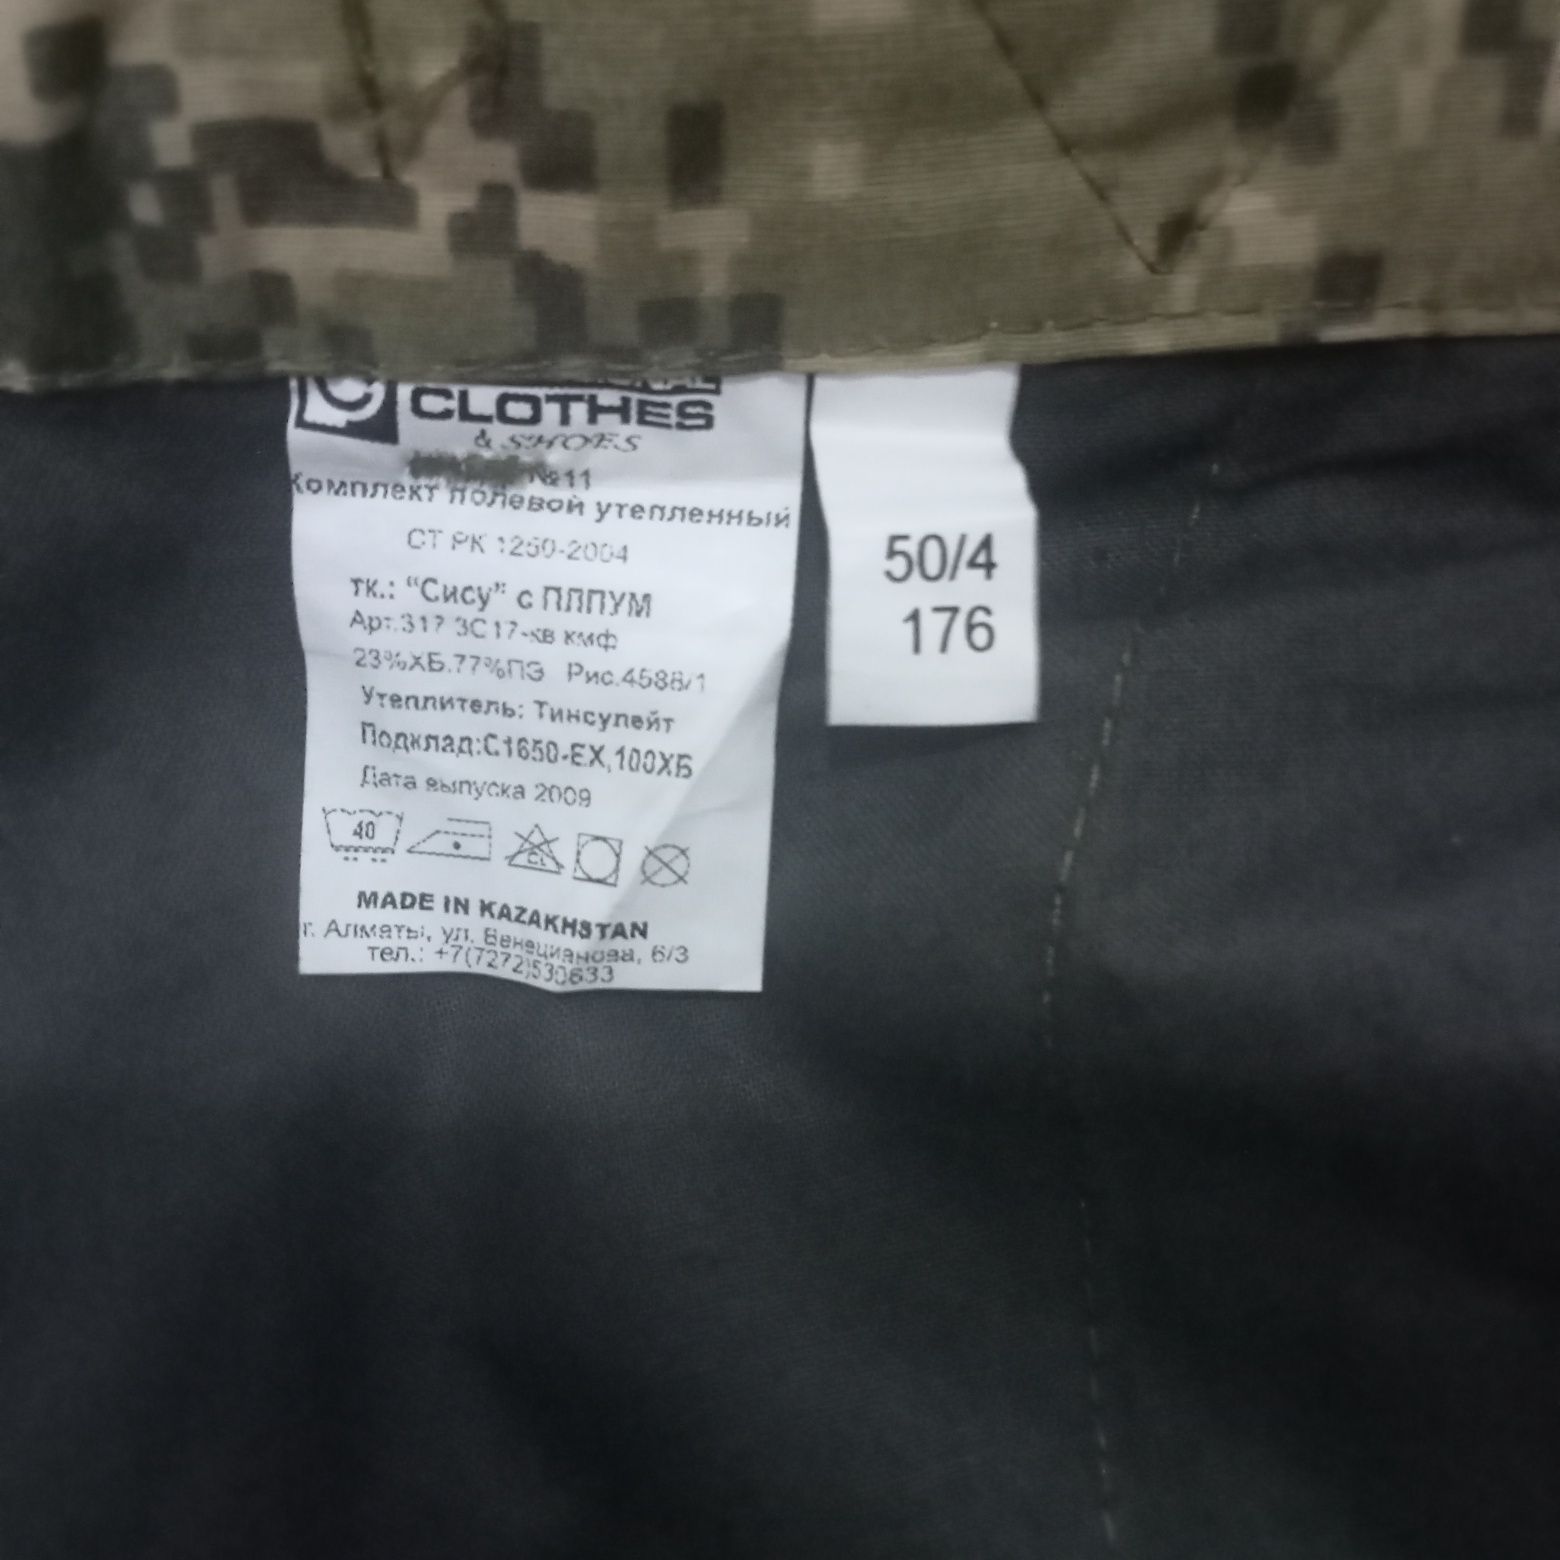 CLOTHES
& SHOES
№11
Комплект полевой утепленный
СТ РК 1260-2004
тк.: “Сису” с ПЛПУМ
Арт.317 3С17-кв кмф
23%ХБ.77%ПЭ Рис.4588/1
Утеплитель: Тинсулейт
Подклад:С1650-ЕХ,100ХБ
Дата выпуска 2009
40
CL
MADE IN KAZAKHSTAN
г. Алматы, ул. Венецианова, 6/3
тел.: +7(7272)530633
50/4
176